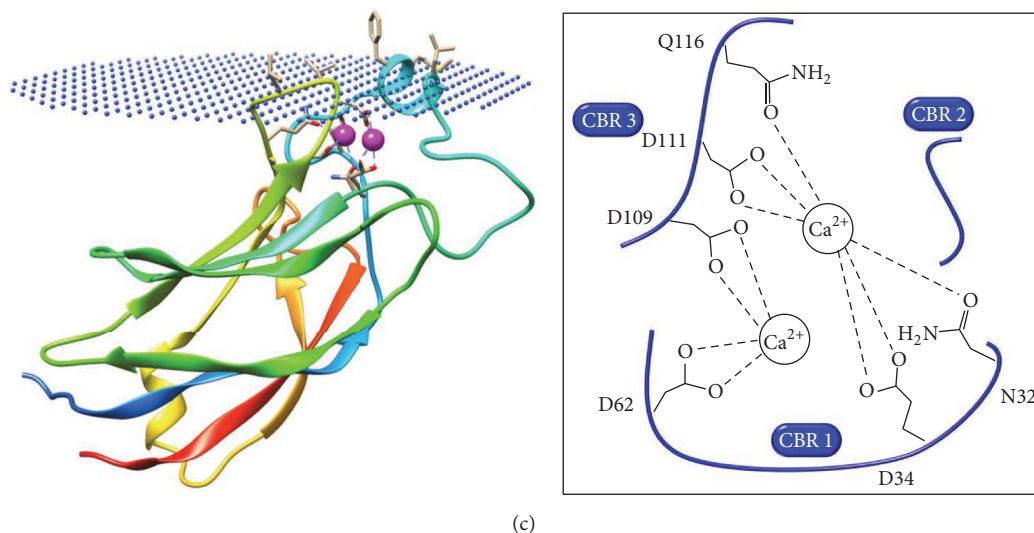 Q116
NH2
O
CBR 3
CBR 2
D111
O
O
Ca2+
D109
O
O
O
H2N
Ca2+
O
O
O
O
D62
N32
CBR 1
D34
(c)